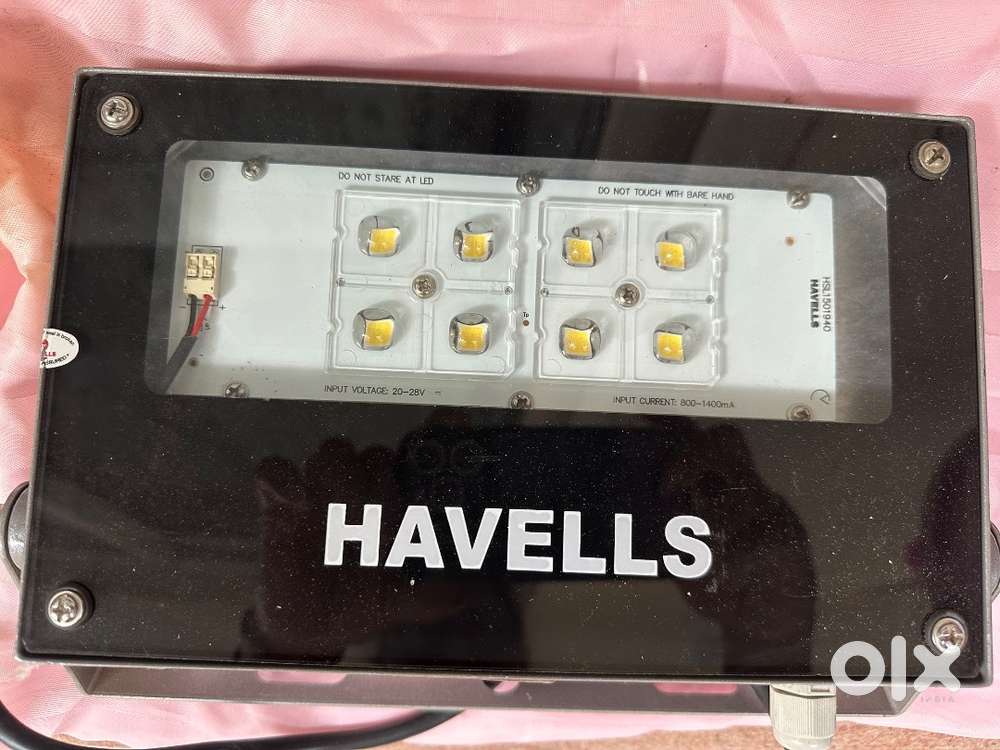 DO NOT STARE AT LED
DO NOT TOUCH WITH BARE HAND
HSL1501940
HAVELLS
INPUT VOLTAGE: 20-28V
INPUT CURRENT: 800-1400mA
HAVELLS
olx
INDIA